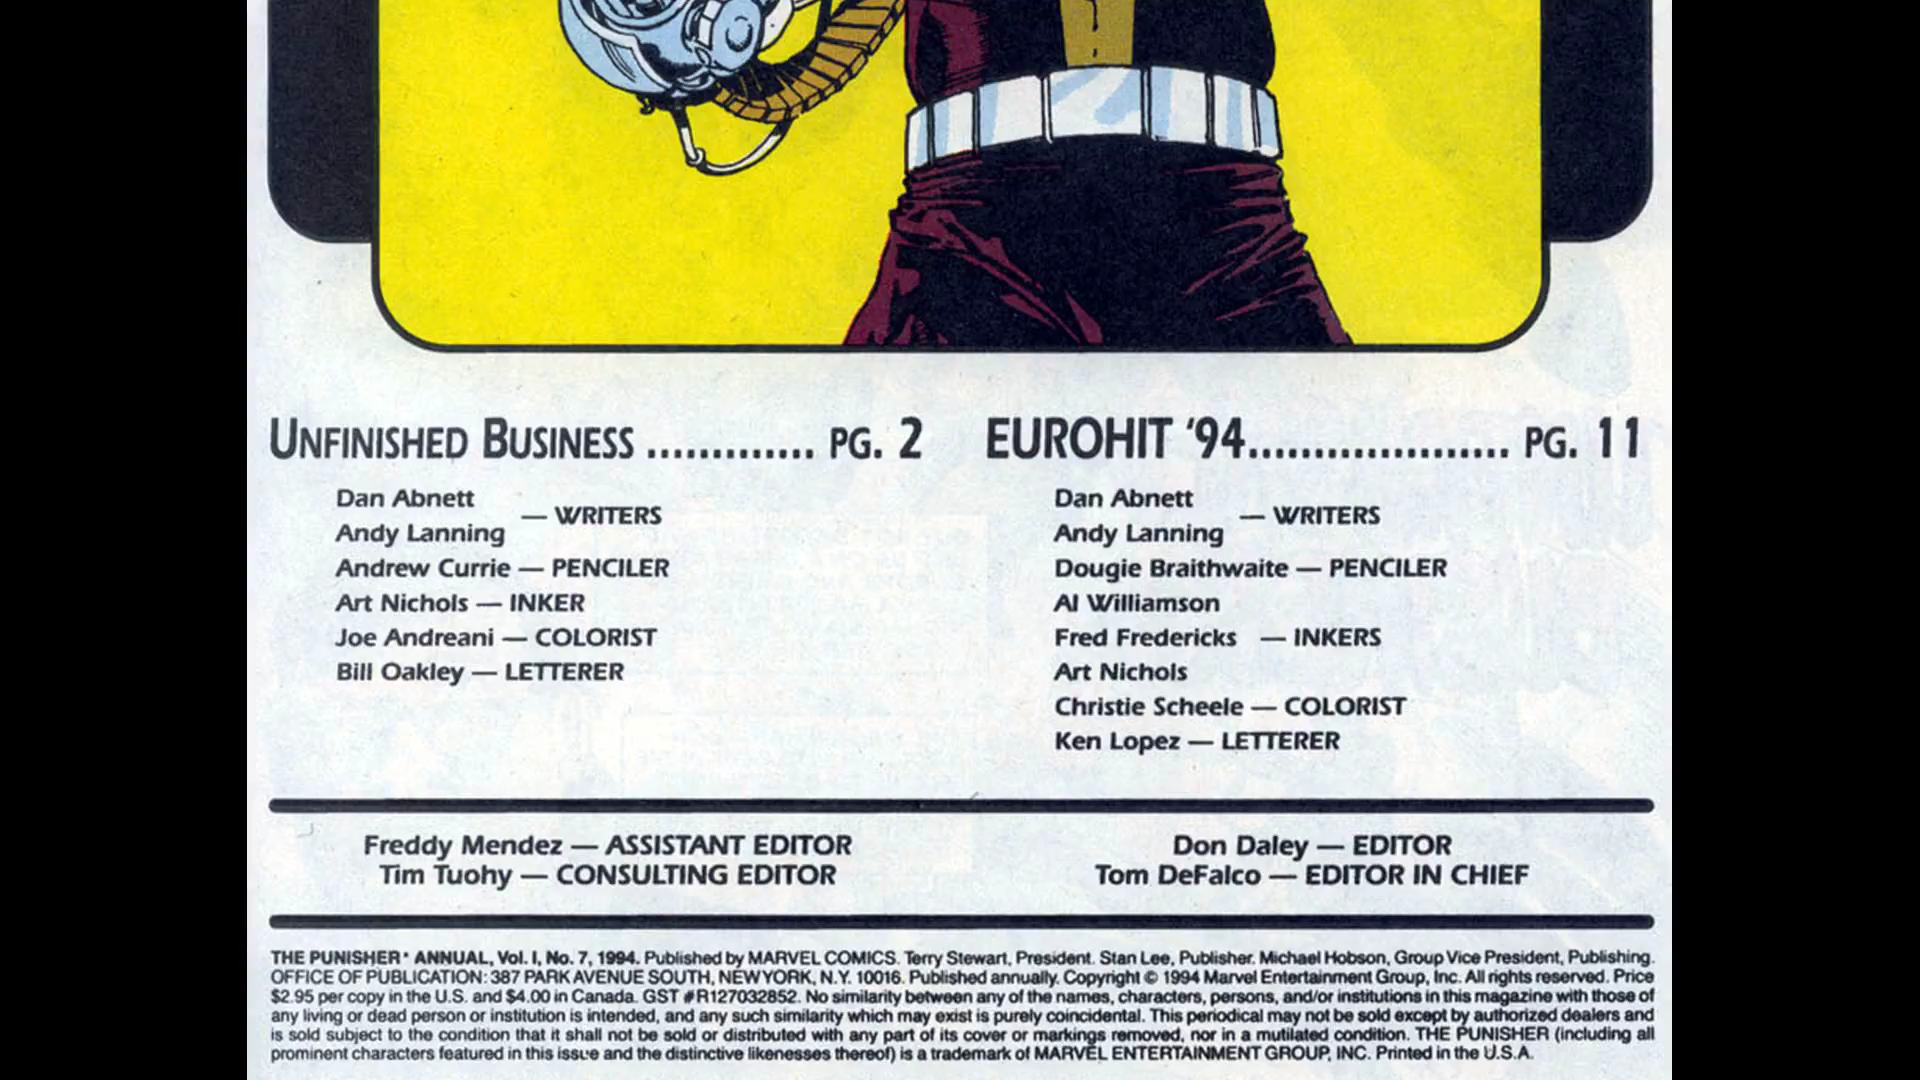 UNFINISHED BUSINESS ............. PG. 2
Dan Abnett
Andy Lanning
— WRITERS
Andrew Currie — PENCILER
Art Nichols — INKER
Joe Andreani — COLORIST
Bill Oakley — LETTERER
EUROHIT '94.................... PG. 11
Dan Abnett
Andy Lanning
— WRITERS
Dougie Braithwaite — PENCILER
Al Williamson
Fred Fredericks — INKERS
Art Nichols
Christie Scheele — COLORIST
Ken Lopez — LETTERER
Freddy Mendez — ASSISTANT EDITOR
Tim Tuohy — CONSULTING EDITOR
Don Daley — EDITOR
Tom DeFalco — EDITOR IN CHIEF
THE PUNISHER* ANNUAL, Vol. I, No. 7, 1994. Published by MARVEL COMICS. Terry Stewart, President. Stan Lee, Publisher. Michael Hobson, Group Vice President, Publishing.
OFFICE OF PUBLICATION: 387 PARK AVENUE SOUTH, NEW YORK, N.Y. 10016. Published annually. Copyright © 1994 Marvel Entertainment Group, Inc. All rights reserved. Price
$2.95 per copy in the U.S. and $4.00 in Canada. GST #R127032852. No similarity between any of the names, characters, persons, and/or institutions in this magazine with those of
any living or dead person or institution is intended, and any such similarity which may exist is purely coincidental. This periodical may not be sold except by authorized dealers and
is sold subject to the condition that it shall not be sold or distributed with any part of its cover or markings removed, nor in a mutilated condition. THE PUNISHER (including all
prominent characters featured in this issue and the distinctive likenesses thereof) is a trademark of MARVEL ENTERTAINMENT GROUP, INC. Printed in the U.S.A.